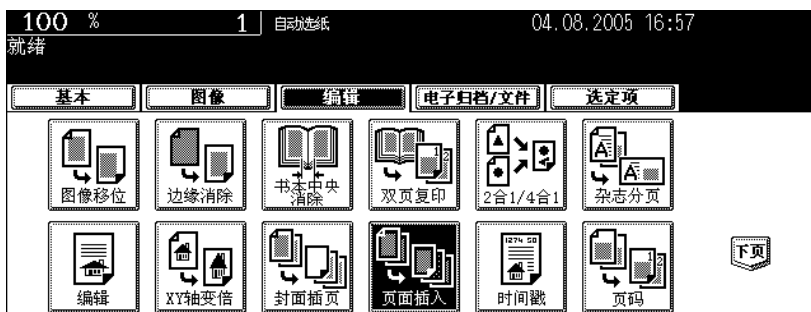 100 % 1 自动选纸 04.08.2005 16:57
就绪
基本 图像 编辑 电子归档/文件 选定项
图像移位 边缘消除 书本中央消除 双页复印 2合1/4合1 杂志分页
编辑 XY轴变倍 封面插页 页面插入 时间戳 页码 下页